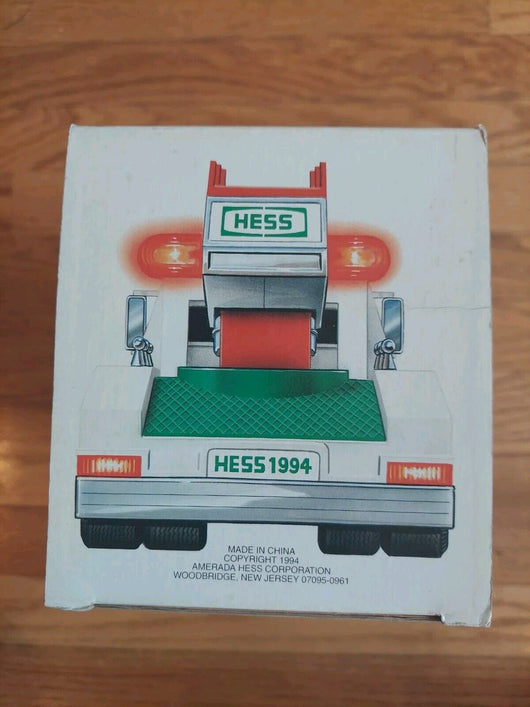 HESS
HESS 1994
MADE IN CHINA
COPYRIGHT 1994
AMERADA HESS CORPORATION
WOODBRIDGE, NEW JERSEY 07095-0961